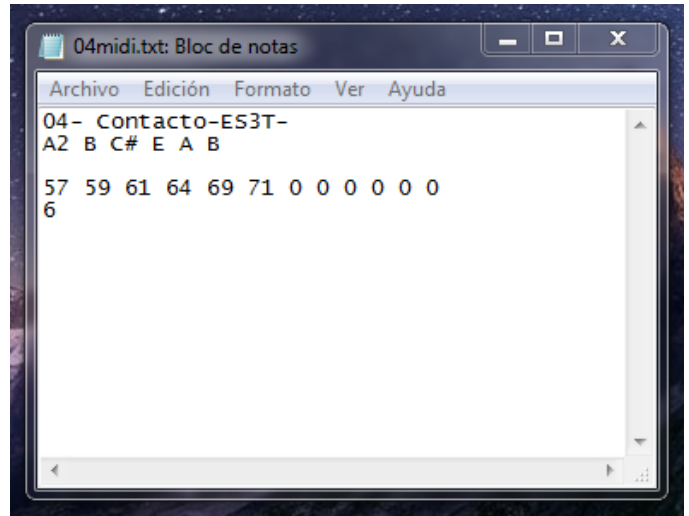 04midi.txt: Bloc de notas
Archivo Edición Formato Ver Ayuda
04- Contacto-ES3T-
A2 B C# E A B
57 59 61 64 69 71 0 0 0 0 0 0
6